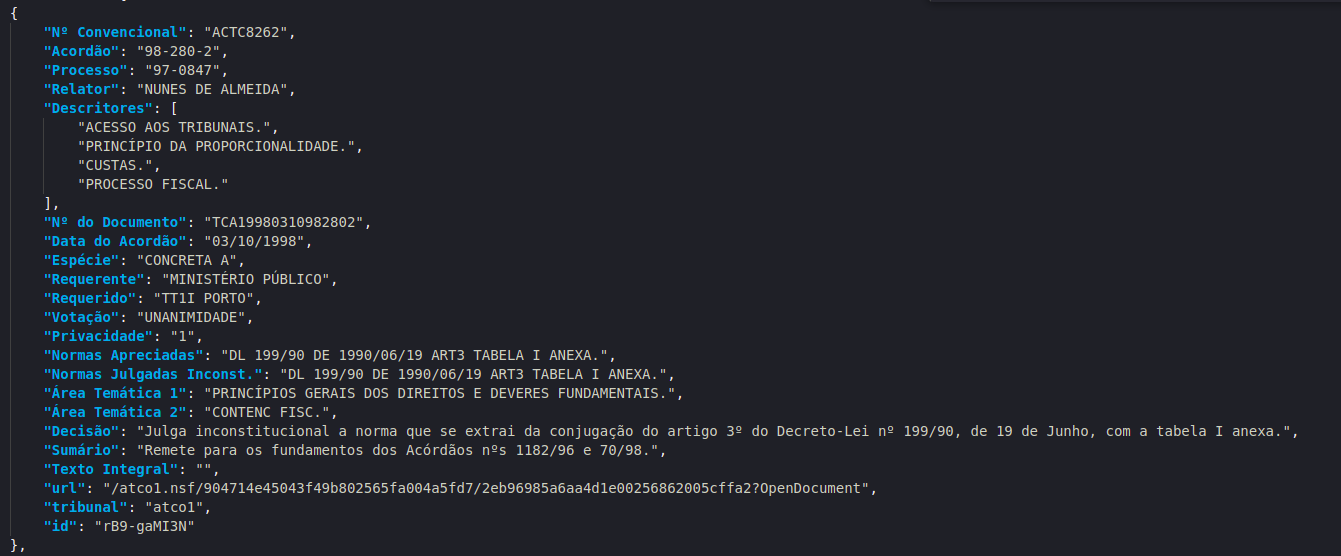 {
"Nº Convencional": "ACTC8262",
"Acordão": "98-280-2",
"Processo": "97-0847",
"Relator": "NUNES DE ALMEIDA",
"Descritores": [
"ACESSO AOS TRIBUNAIS.",
"PRINCÍPIO DA PROPORCIONALIDADE.",
"CUSTAS.",
"PROCESSO FISCAL."
],
"Nº do Documento": "TCA19980310982802",
"Data do Acordão": "03/10/1998",
"Espécie": "CONCRETA A",
"Requerente": "MINISTÉRIO PÚBLICO",
"Requerido": "TT1I PORTO",
"Votação": "UNANIMIDADE",
"Privacidade": "1",
"Normas Apreciadas": "DL 199/90 DE 1990/06/19 ART3 TABELA I ANEXA.",
"Normas Julgadas Inconst.": "DL 199/90 DE 1990/06/19 ART3 TABELA I ANEXA.",
"Área Temática 1": "PRINCÍPIOS GERAIS DOS DIREITOS E DEVERES FUNDAMENTAIS.",
"Área Temática 2": "CONTENC FISC.",
"Decisão": "Julga inconstitucional a norma que se extrai da conjugação do artigo 3º do Decreto-Lei nº 199/90, de 19 de Junho, com a tabela I anexa.",
"Sumário": "Remete para os fundamentos dos Acórdãos nºs 1182/96 e 70/98.",
"Texto Integral": "",
"url": "/atco1.nsf/904714e45043f49b802565fa004a5fd7/2eb96985a6aa4d1e00256862005cffa2?OpenDocument",
"tribunal": "atco1",
"id": "rB9-gaMI3N"
},